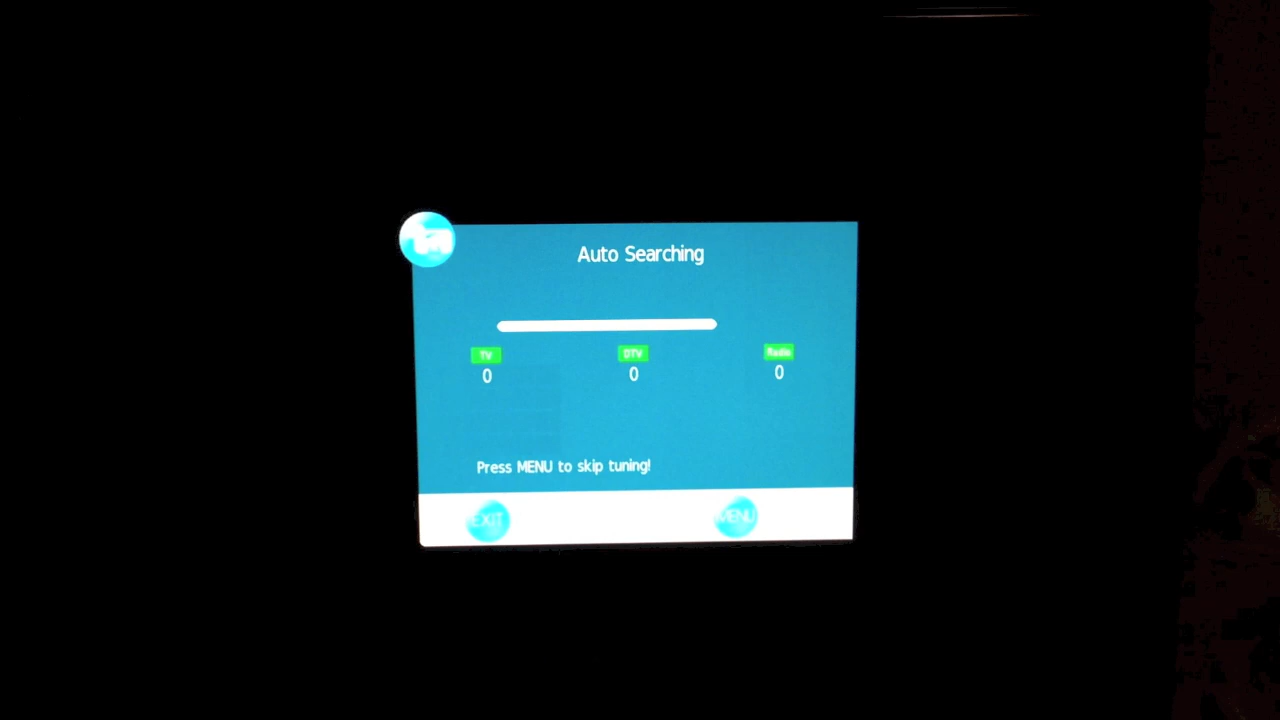 Auto Searching
TV DTV Radio
0 0 0
Press MENU to skip tuning!
EXIT MENU